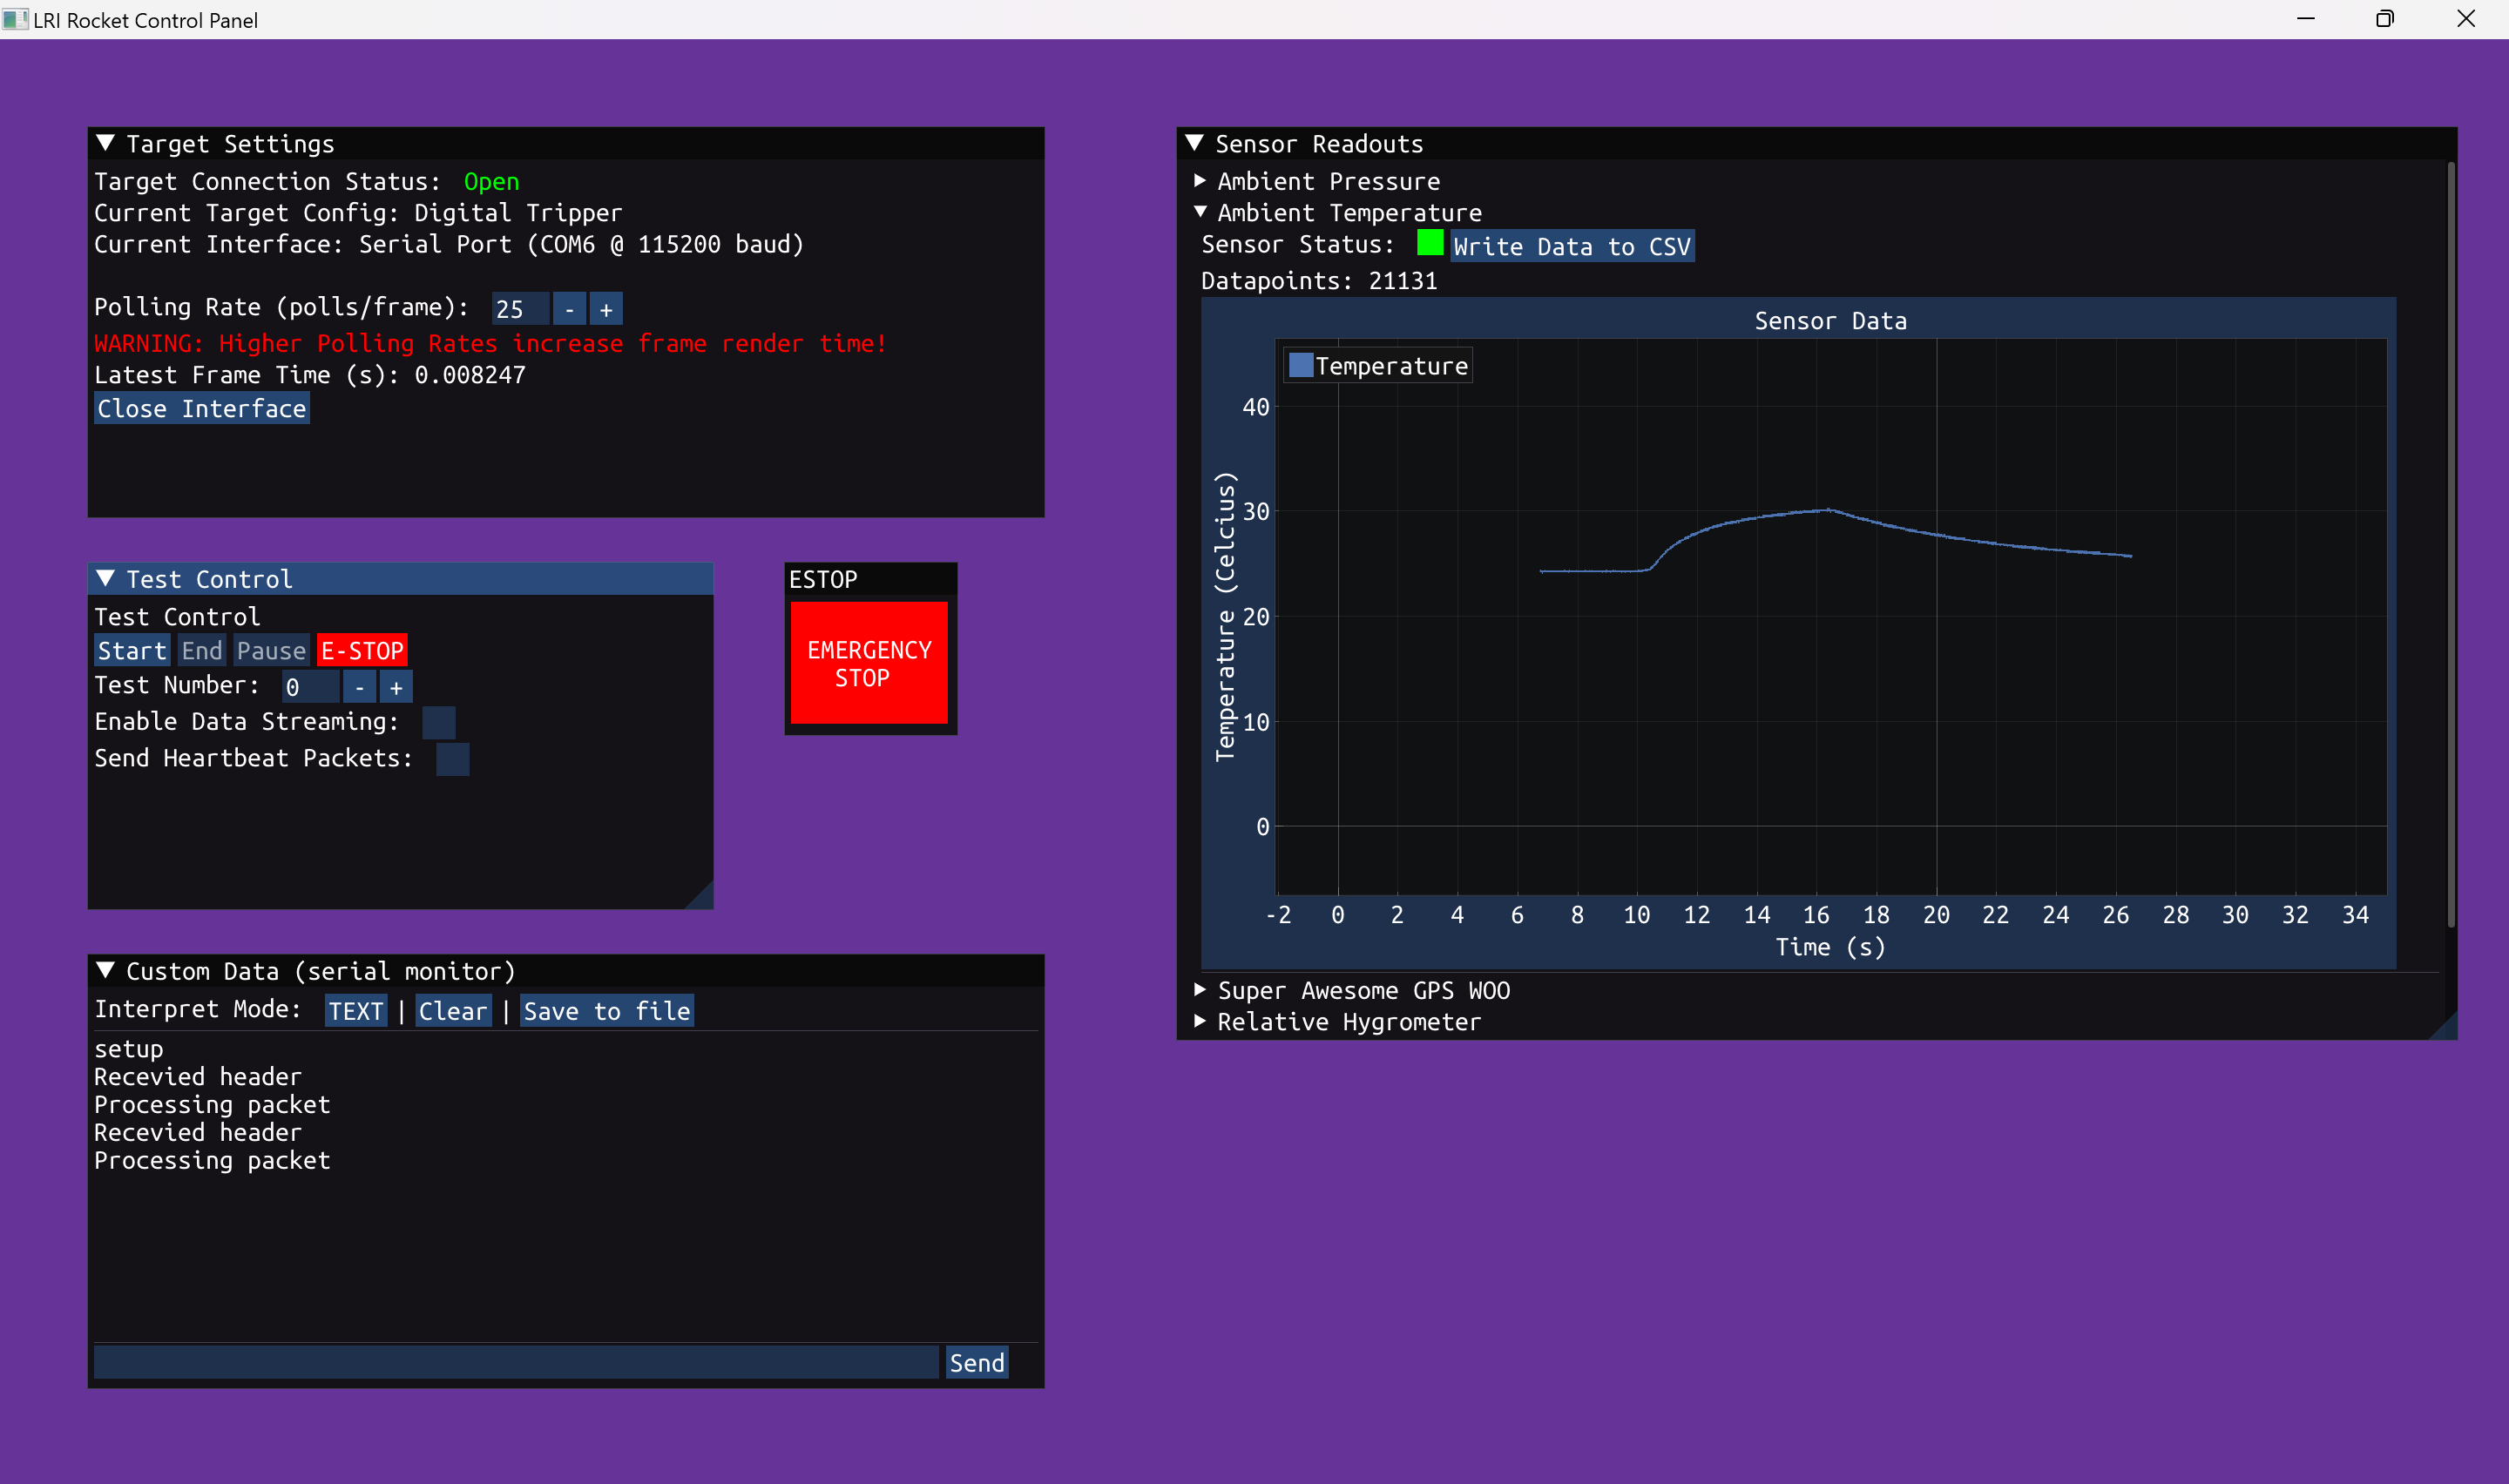 LRI Rocket Control Panel
Target Settings
Target Connection Status: Open
Current Target Config: Digital Tripper
Current Interface: Serial Port (COM6 @ 115200 baud)
Polling Rate (polls/frame): 25 - +
WARNING: Higher Polling Rates increase frame render time!
Latest Frame Time (s): 0.008247
Close Interface
Test Control
Test Control
Start End Pause E-STOP
Test Number: 0 - +
Enable Data Streaming:
Send Heartbeat Packets:
ESTOP
EMERGENCY
STOP
Custom Data (serial monitor)
Interpret Mode: TEXT | Clear | Save to file
setup
Recevied header
Processing packet
Recevied header
Processing packet
Send
Sensor Readouts
Ambient Pressure
Ambient Temperature
Sensor Status: Write Data to CSV
Datapoints: 21131
Sensor Data
Temperature
Temperature (Celcius)
40
30
20
10
0
-2 0 2 4 6 8 10 12 14 16 18 20 22 24 26 28 30 32 34
Time (s)
Super Awesome GPS WOO
Relative Hygrometer